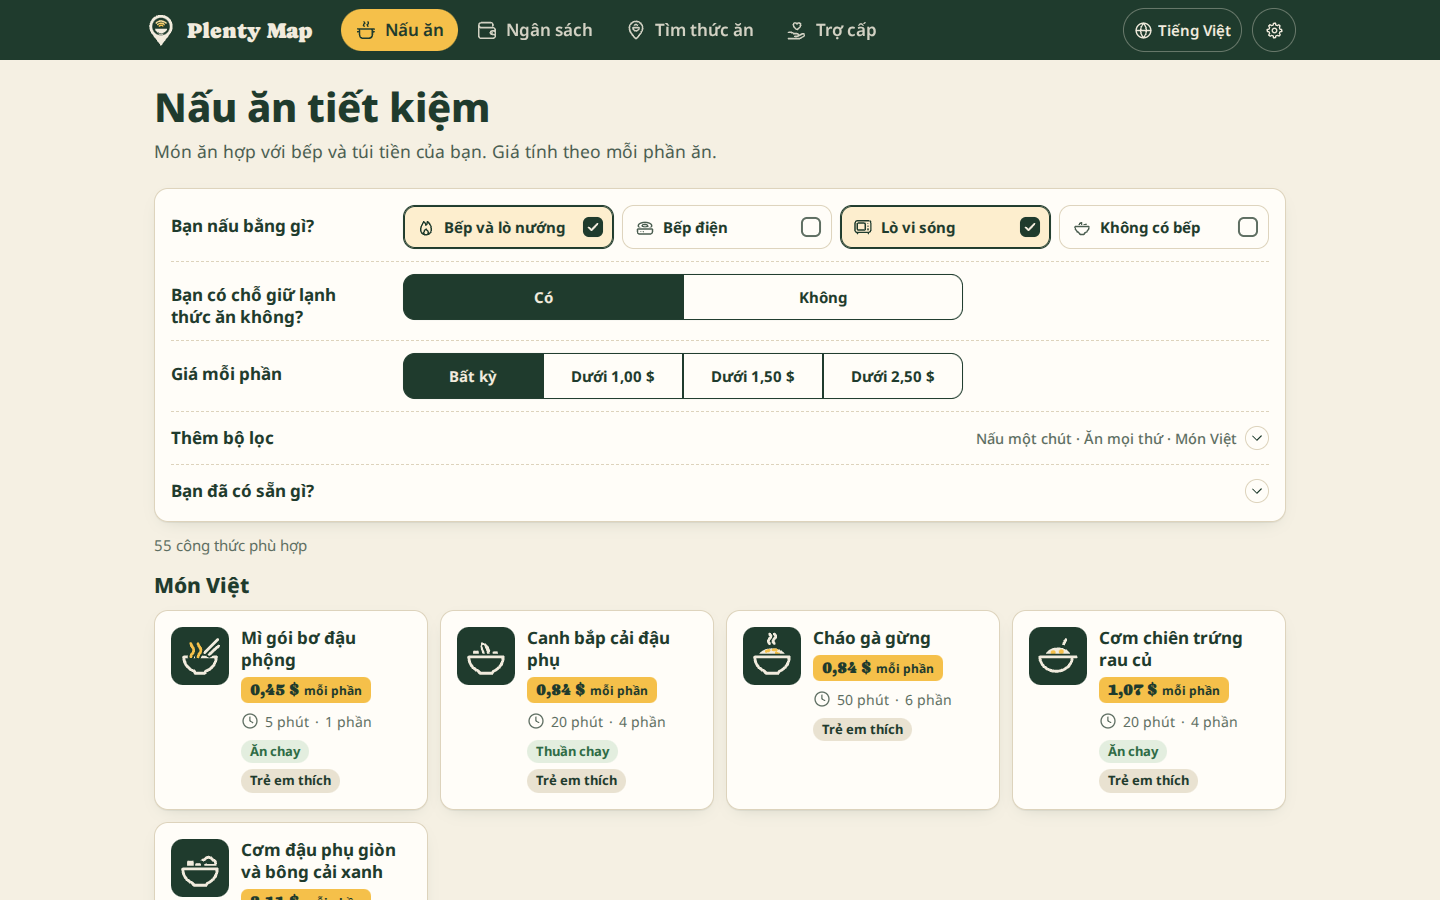 Plenty Map
Nấu ăn
Ngân sách
Tìm thức ăn
Trợ cấp
Tiếng Việt
Nấu ăn tiết kiệm
Món ăn hợp với bếp và túi tiền của bạn. Giá tính theo mỗi phần ăn.
Bạn nấu bằng gì?
Bếp và lò nướng
Bếp điện
Lò vi sóng
Không có bếp
Bạn có chỗ giữ lạnh
thức ăn không?
Có
Không
Giá mỗi phần
Bất kỳ
Dưới 1,00 $
Dưới 1,50 $
Dưới 2,50 $
Thêm bộ lọc
Nấu một chút · Ăn mọi thứ · Món Việt
Bạn đã có sẵn gì?
55 công thức phù hợp
Món Việt
Mì gói bơ đậu
phộng
0,45 $ mỗi phần
5 phút · 1 phần
Ăn chay
Trẻ em thích
Canh bắp cải đậu
phụ
0,84 $ mỗi phần
20 phút · 4 phần
Thuần chay
Trẻ em thích
Cháo gà gừng
0,84 $ mỗi phần
50 phút · 6 phần
Trẻ em thích
Cơm chiên trứng
rau củ
1,07 $ mỗi phần
20 phút · 4 phần
Ăn chay
Trẻ em thích
Cơm đậu phụ giòn
và bông cải xanh